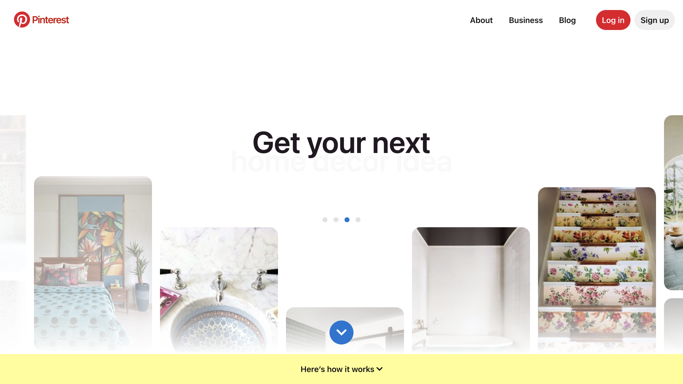 Pinterest
About
Business
Blog
Log in
Sign up
Get your next
home decor idea
Here's how it works